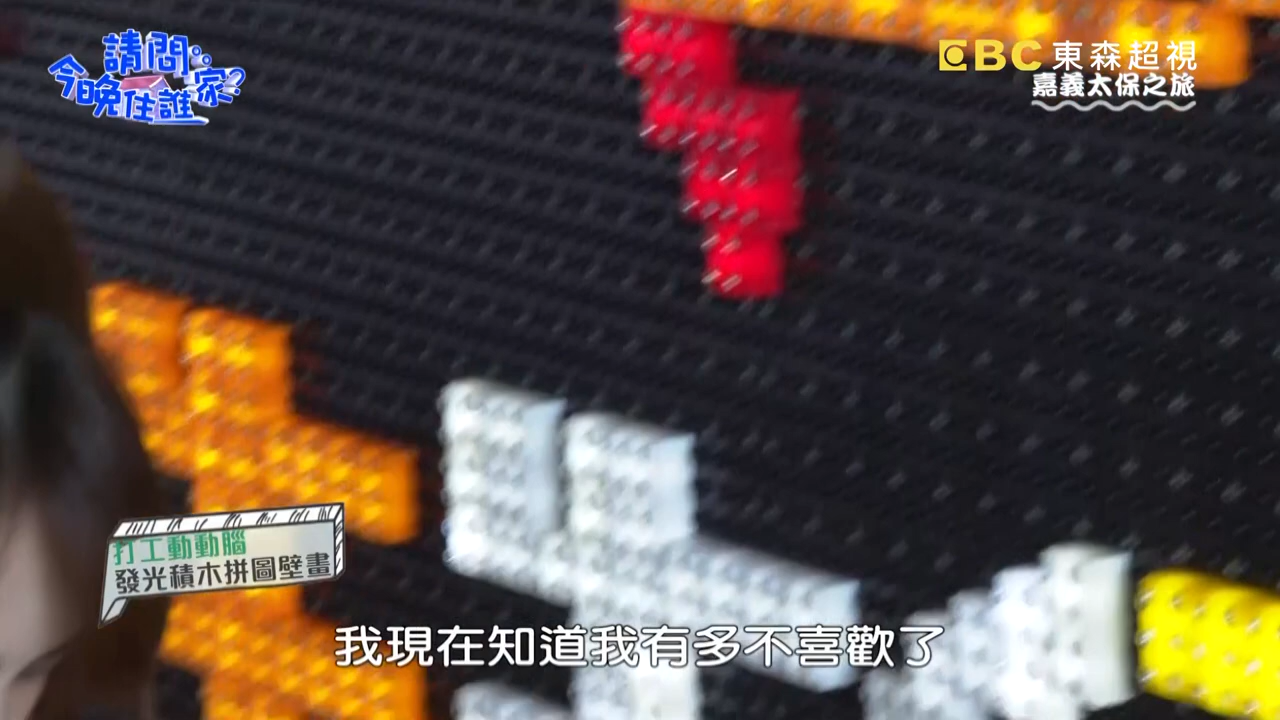 請問
今晚住誰家?
EBC 東森超視
嘉義太保之旅
打工動動腦
發光積木拼圖壁畫
我現在知道我有多不喜歡了